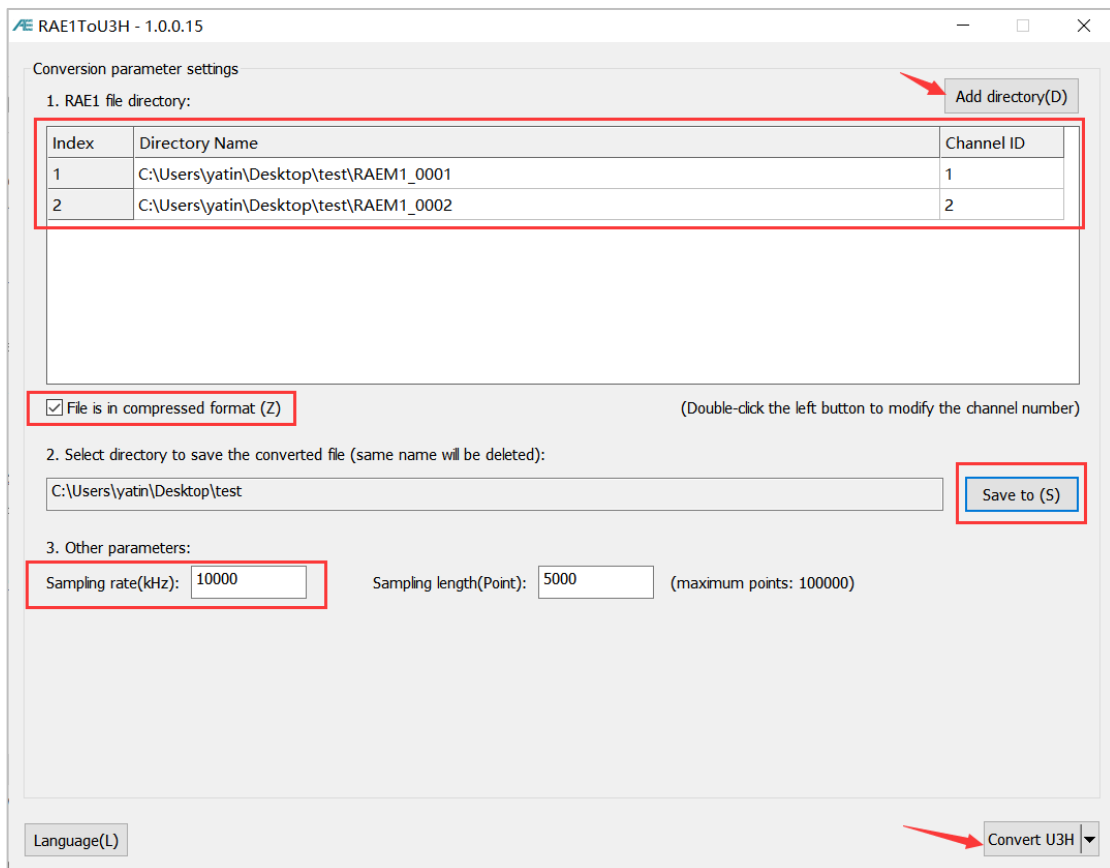 RAE1ToU3H - 1.0.0.15
Conversion parameter settings
1. RAE1 file directory:
Add directory(D)
Index Directory Name Channel ID
1 C:\Users\yatin\Desktop\test\RAEM1_0001 1
2 C:\Users\yatin\Desktop\test\RAEM1_0002 2
File is in compressed format (Z)
(Double-click the left button to modify the channel number)
2. Select directory to save the converted file (same name will be deleted):
C:\Users\yatin\Desktop\test
Save to (S)
3. Other parameters:
Sampling rate(kHz): 10000 Sampling length(Point): 5000 (maximum points: 100000)
Language(L)
Convert U3H